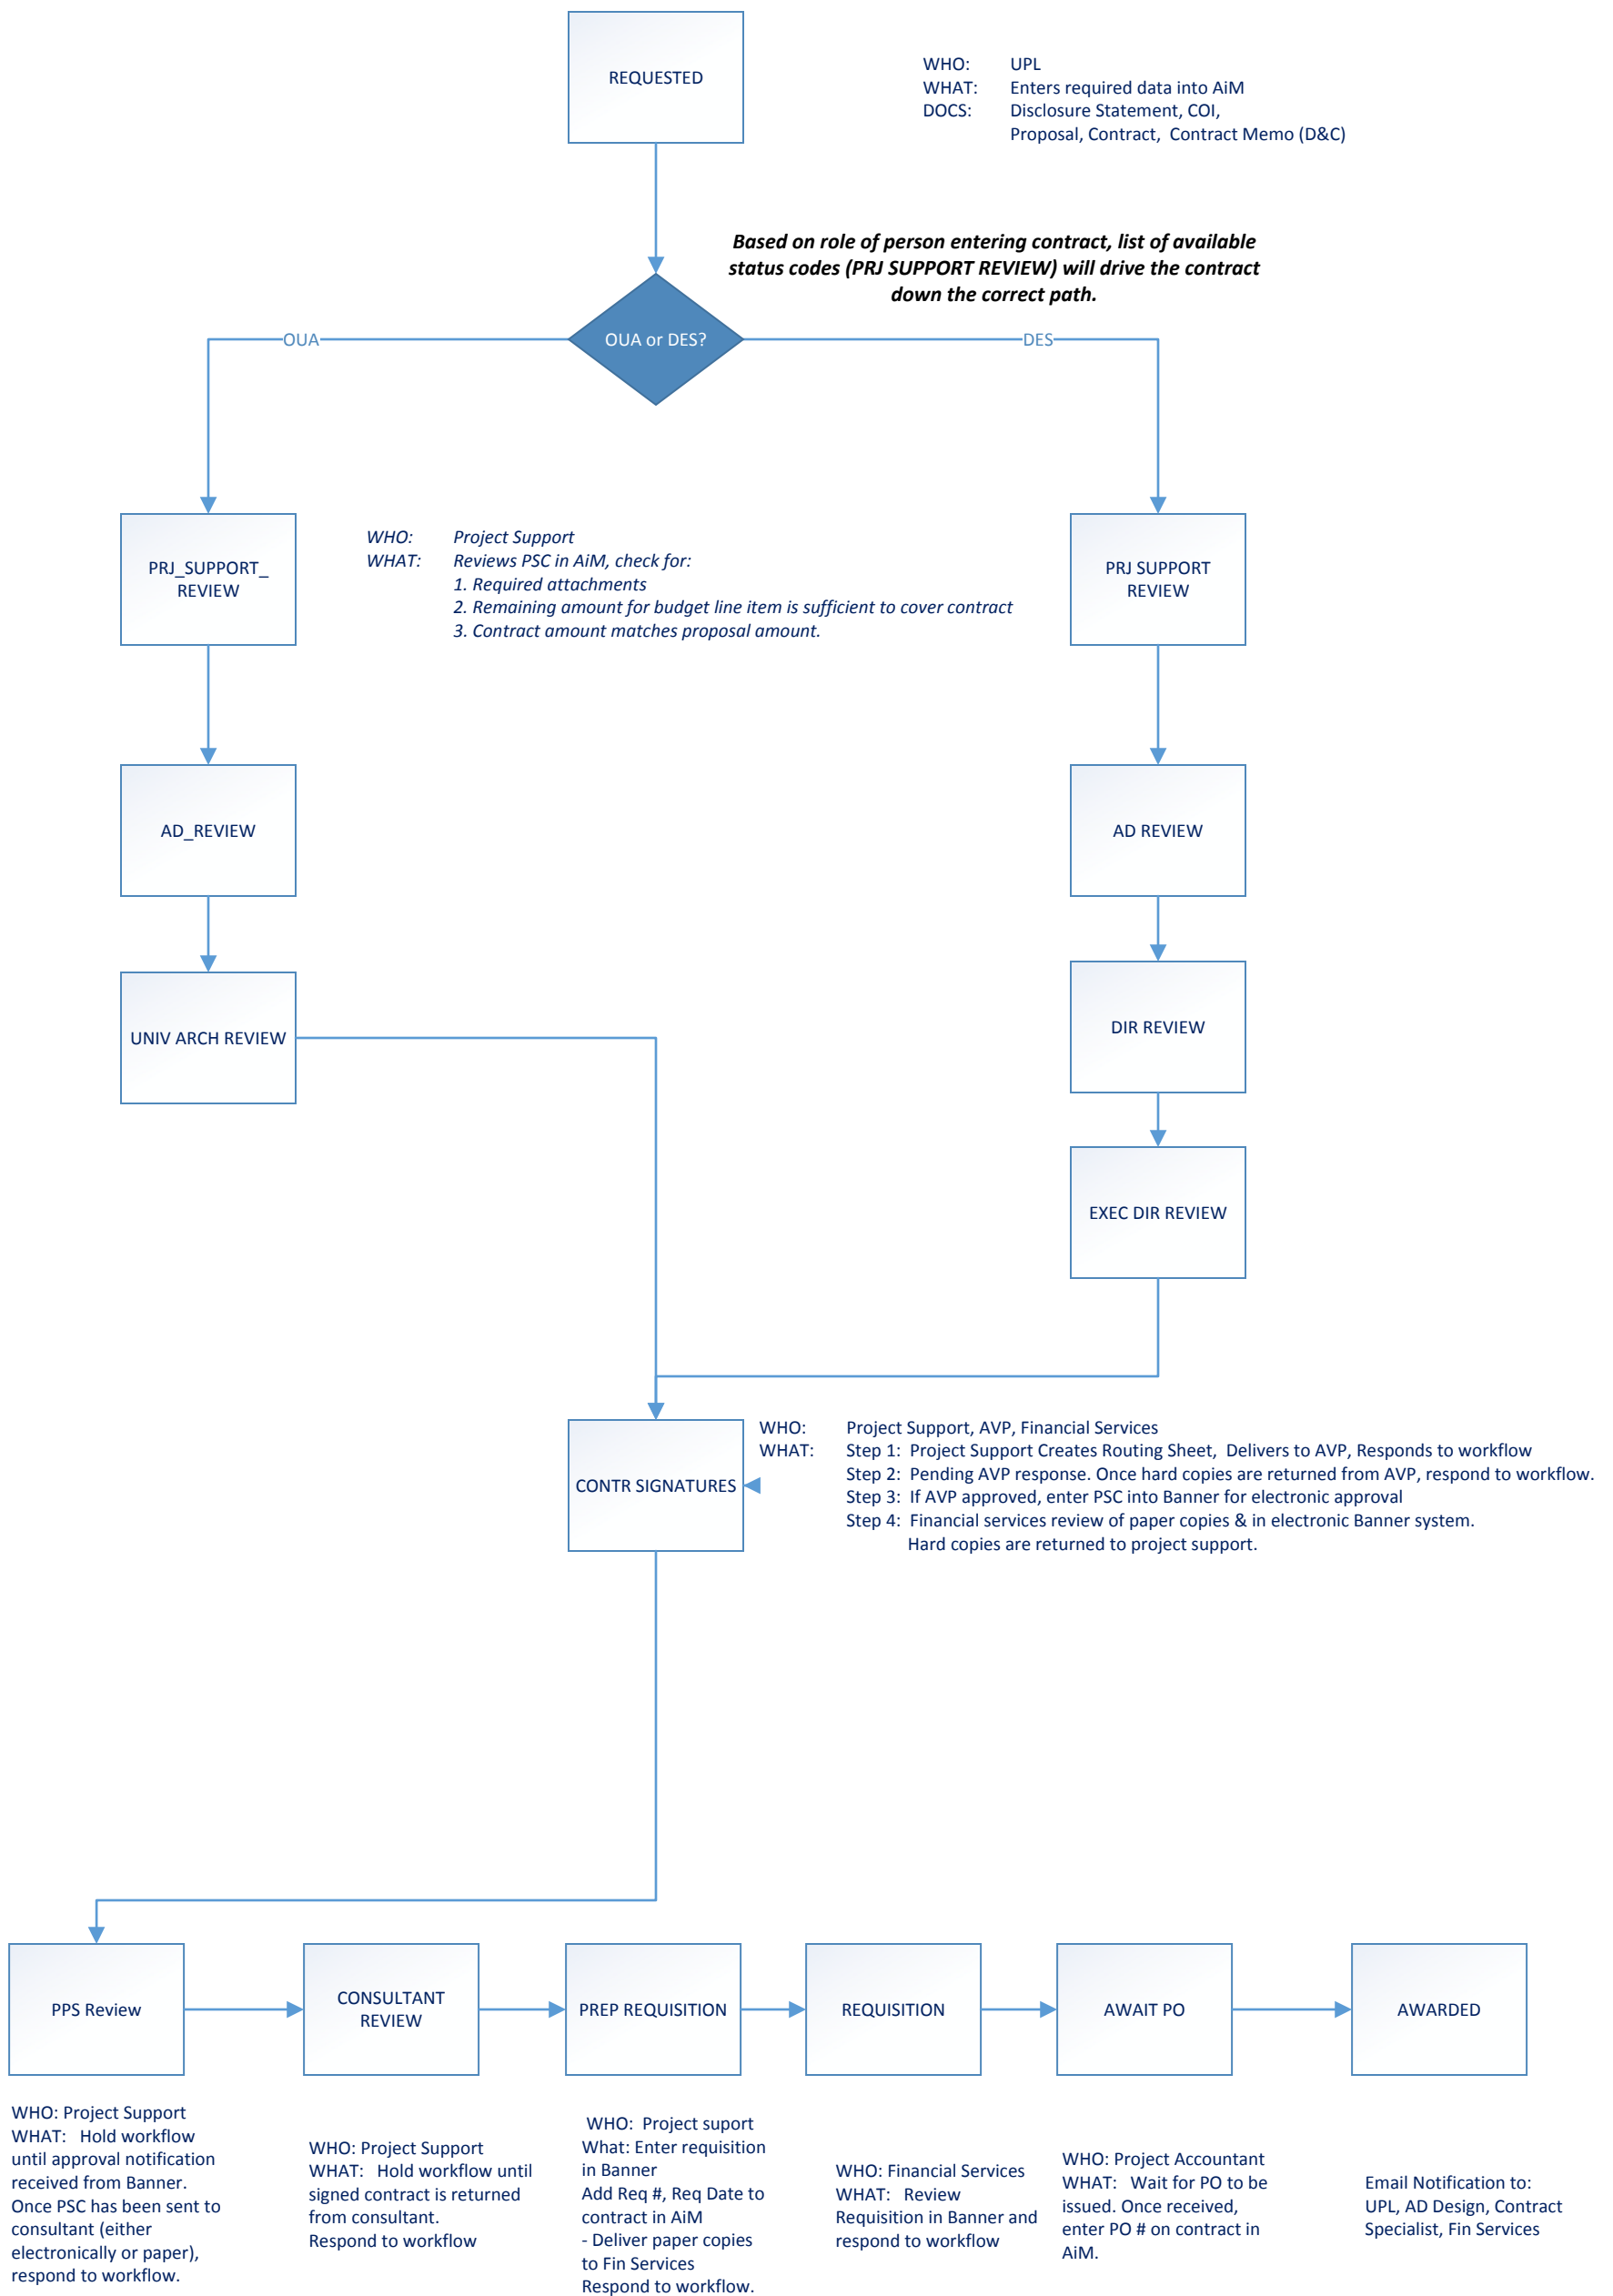 REQUESTED
WHO: UPL
WHAT: Enters required data into AiM
DOCS: Disclosure Statement, COI,
Proposal, Contract, Contract Memo (D&C)
Based on role of person entering contract, list of available
status codes (PRJ SUPPORT REVIEW) will drive the contract
down the correct path.
OUA
OUA or DES?
DES
PRJ_SUPPORT_
REVIEW
WHO: Project Support
WHAT: Reviews PSC in AiM, check for:
1. Required attachments
2. Remaining amount for budget line item is sufficient to cover contract
3. Contract amount matches proposal amount.
PRJ SUPPORT
REVIEW
AD_REVIEW
AD REVIEW
UNIV ARCH REVIEW
DIR REVIEW
EXEC DIR REVIEW
CONTR SIGNATURES
WHO: Project Support, AVP, Financial Services
WHAT: Step 1: Project Support Creates Routing Sheet, Delivers to AVP, Responds to workflow
Step 2: Pending AVP response. Once hard copies are returned from AVP, respond to workflow.
Step 3: If AVP approved, enter PSC into Banner for electronic approval
Step 4: Financial services review of paper copies & in electronic Banner system.
Hard copies are returned to project support.
PPS Review
CONSULTANT
REVIEW
PREP REQUISITION
REQUISITION
AWAIT PO
AWARDED
WHO: Project Support
WHAT: Hold workflow
until approval notification
received from Banner.
Once PSC has been sent to
consultant (either
electronically or paper),
respond to workflow.
WHO: Project Support
WHAT: Hold workflow until
signed contract is returned
from consultant.
Respond to workflow
WHO: Project suport
What: Enter requisition
in Banner
Add Req #, Req Date to
contract in AiM
- Deliver paper copies
to Fin Services
Respond to workflow.
WHO: Financial Services
WHAT: Review
Requisition in Banner and
respond to workflow
WHO: Project Accountant
WHAT: Wait for PO to be
issued. Once received,
enter PO # on contract in
AiM.
Email Notification to:
UPL, AD Design, Contract
Specialist, Fin Services